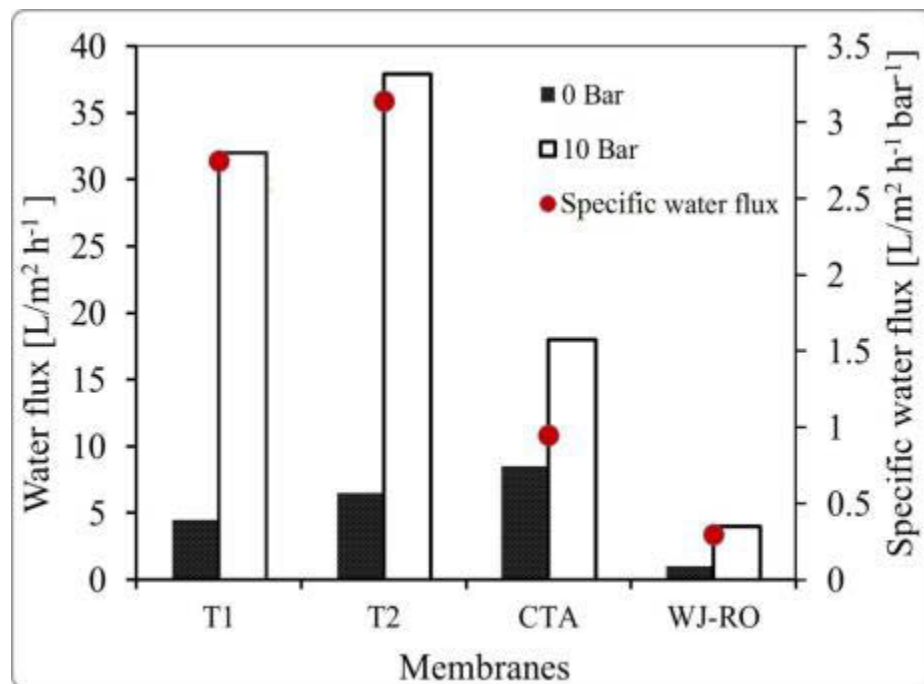 Water flux [L/m² h⁻¹]
40
35
30
25
20
15
10
5
0
0 Bar
10 Bar
Specific water flux
3.5
3
2.5
2
1.5
1
0.5
0
Specific water flux [L/m² h⁻¹ bar⁻¹]
T1 T2 CTA WJ-RO
Membranes